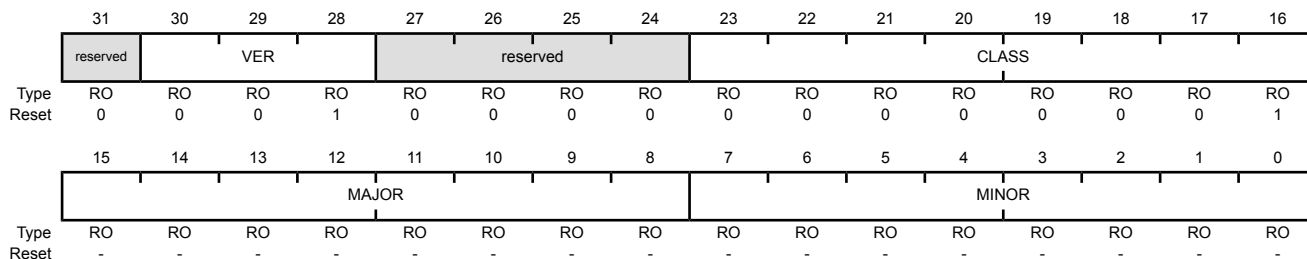 31 30 29 28 27 26 25 24 23 22 21 20 19 18 17 16
reserved VER reserved CLASS
Type RO RO RO RO RO RO RO RO RO RO RO RO RO RO RO RO
Reset 0 0 0 1 0 0 0 0 0 0 0 0 0 0 0 1
15 14 13 12 11 10 9 8 7 6 5 4 3 2 1 0
MAJOR MINOR
Type RO RO RO RO RO RO RO RO RO RO RO RO RO RO RO RO
Reset - - - - - - - - - - - - - - - -